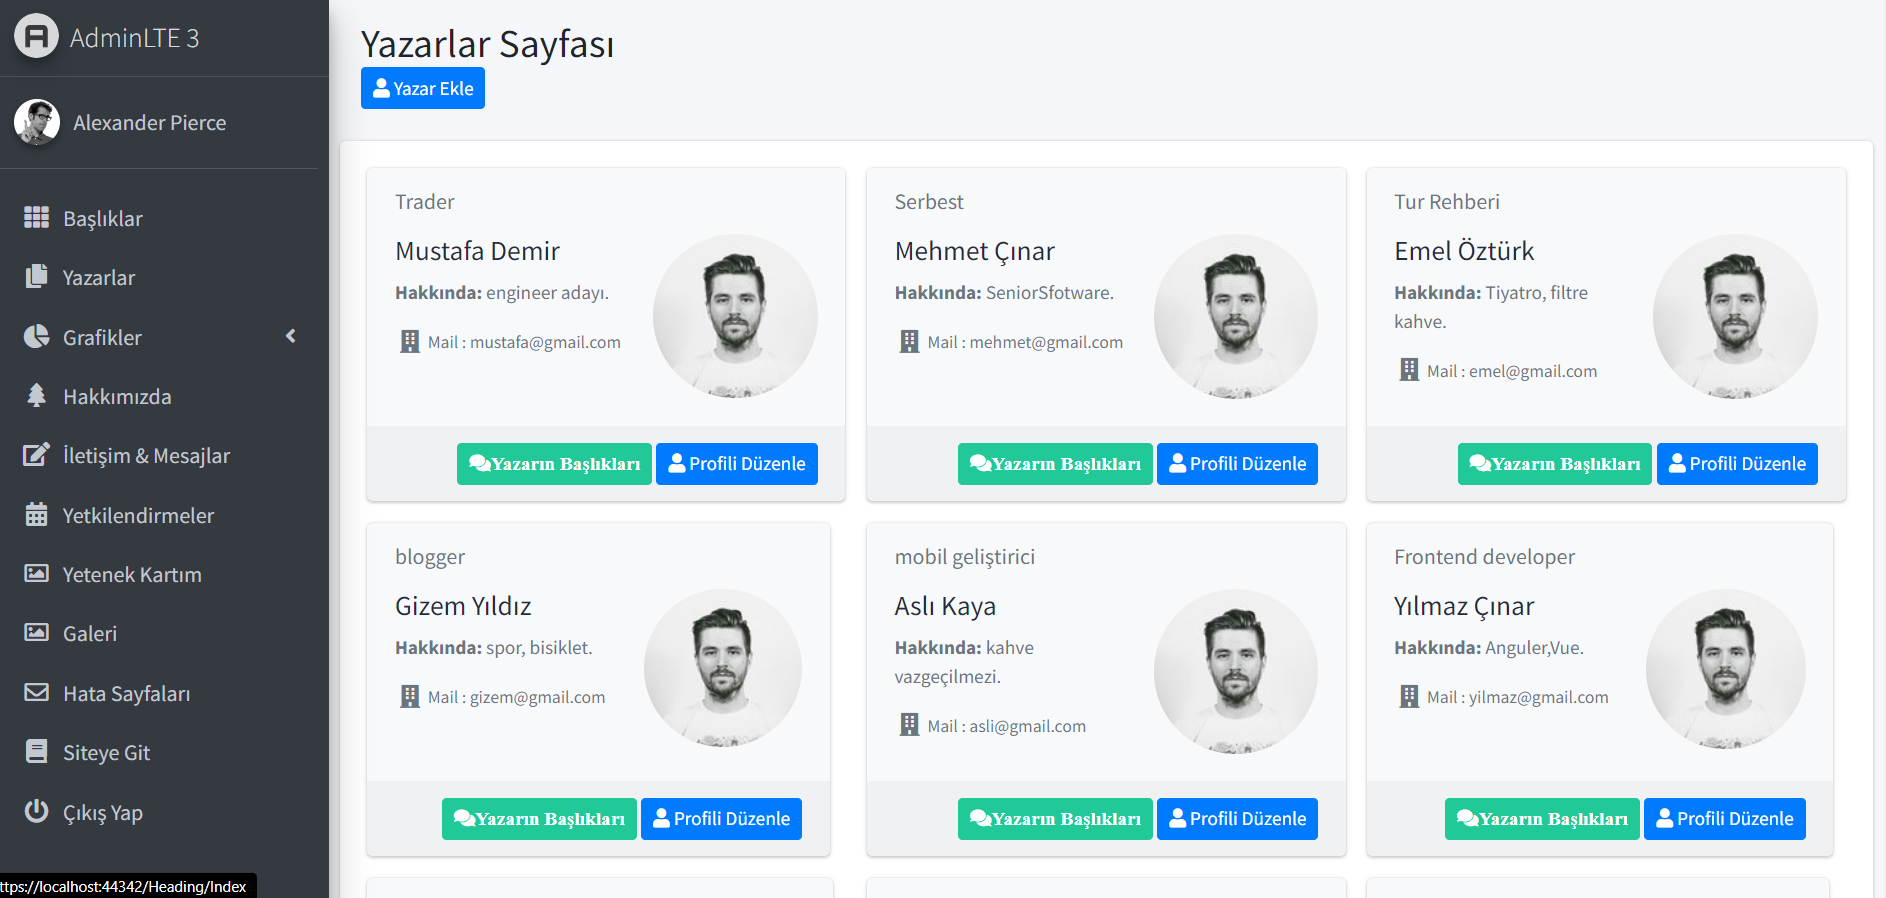 AdminLTE 3
Alexander Pierce
Başlıklar
Yazarlar
Grafikler
Hakkımızda
İletişim & Mesajlar
Yetkilendirmeler
Yetenek Kartım
Galeri
Hata Sayfaları
Siteye Git
Çıkış Yap
ttps://localhost:44342/Heading/Index
Yazarlar Sayfası
Yazar Ekle
Trader
Mustafa Demir
Hakkında: engineer adayı.
Mail : mustafa@gmail.com
Yazarın Başlıkları Profili Düzenle
Serbest
Mehmet Çınar
Hakkında: SeniorSfotware.
Mail : mehmet@gmail.com
Yazarın Başlıkları Profili Düzenle
Tur Rehberi
Emel Öztürk
Hakkında: Tiyatro, filtre
kahve.
Mail : emel@gmail.com
Yazarın Başlıkları Profili Düzenle
blogger
Gizem Yıldız
Hakkında: spor, bisiklet.
Mail : gizem@gmail.com
Yazarın Başlıkları Profili Düzenle
mobil geliştirici
Aslı Kaya
Hakkında: kahve
vazgeçilmezi.
Mail : asli@gmail.com
Yazarın Başlıkları Profili Düzenle
Frontend developer
Yılmaz Çınar
Hakkında: Anguler,Vue.
Mail : yilmaz@gmail.com
Yazarın Başlıkları Profili Düzenle